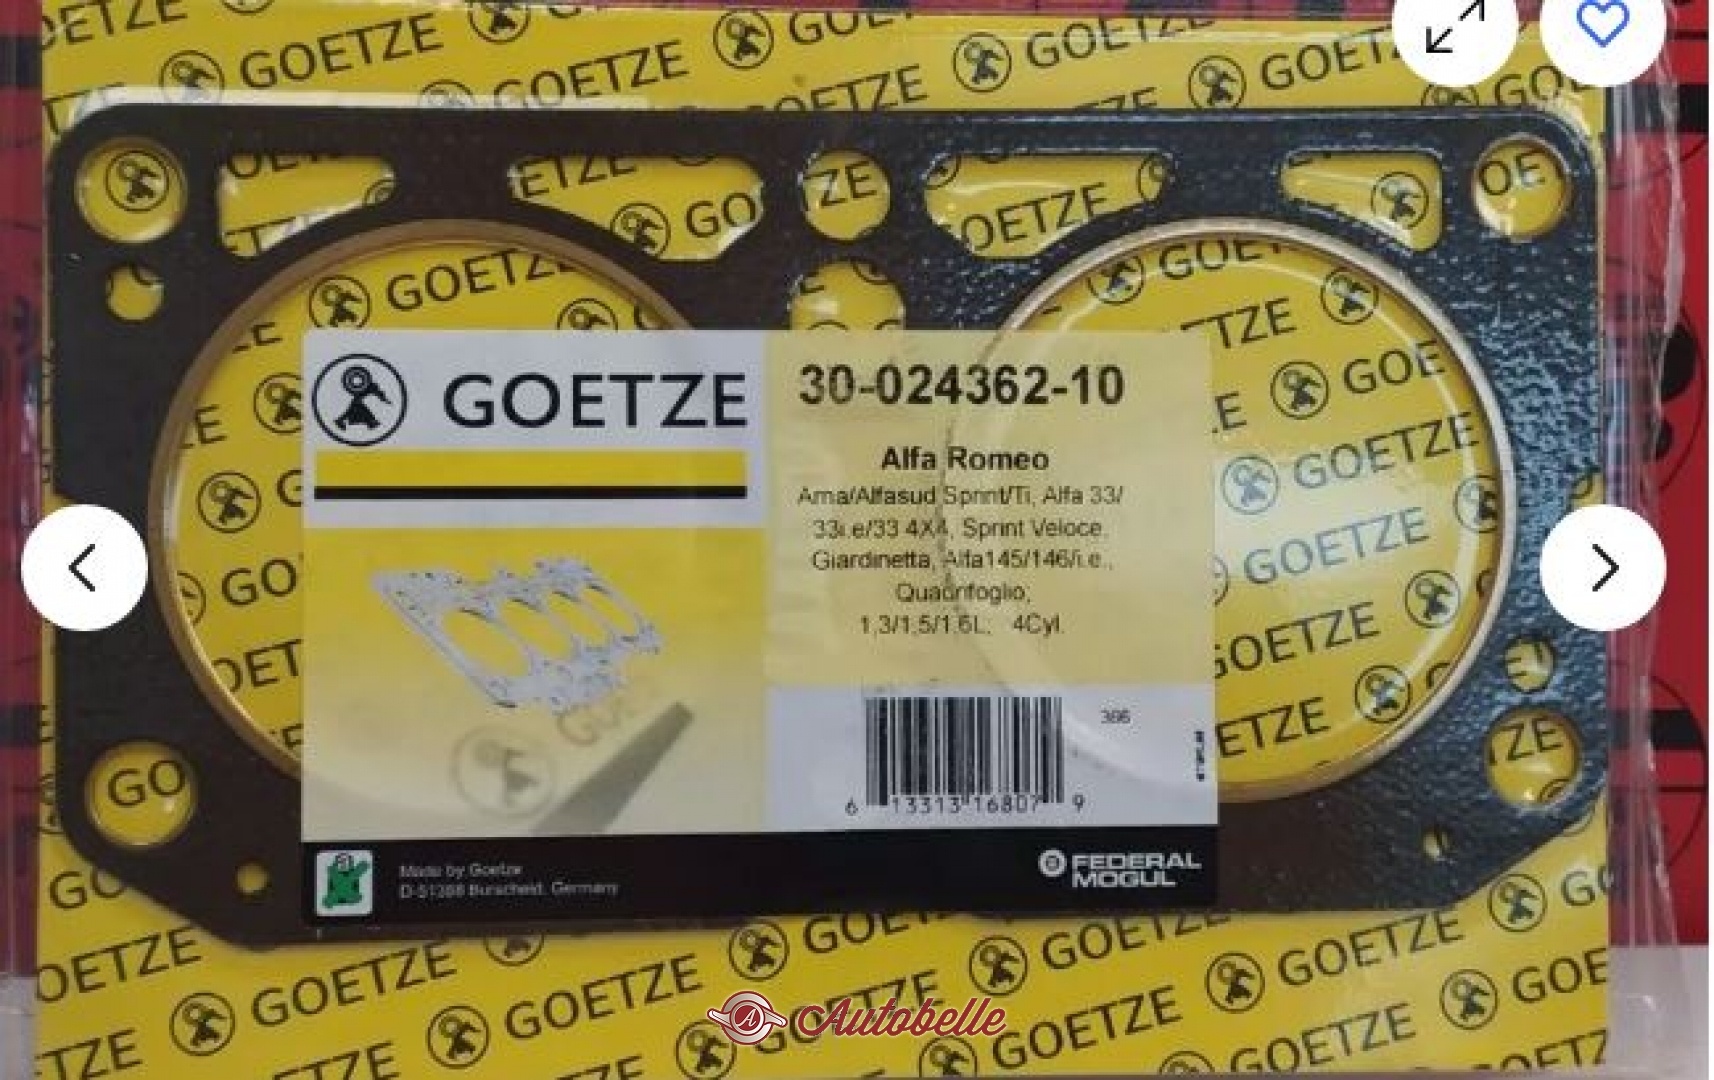 GOETZE
30-024362-10
Alfa Romeo
Arna/Alfasud Sprint/Ti, Alfa 33/
33i.e/33 4X4, Sprint Veloce,
Giardinetta, Alfa145/146/i.e.,
Quadrifoglio,
1,3/1,5/1,6L, 4Cyl.
386
6 13313 16807 9
Made by Goetze
D-51388 Burscheid, Germany
FEDERAL
MOGUL
Autobelle